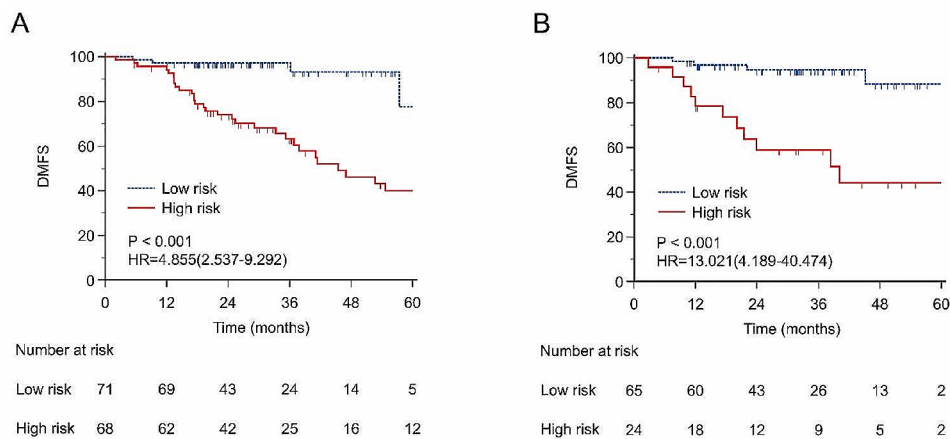 A
100
80
60
40
20
0
DMFS
Low risk
High risk
P < 0.001
HR=4.855(2.537-9.292)
0 12 24 36 48 60
Time (months)
Number at risk
Low risk 71 69 43 24 14 5
High risk 68 62 42 25 16 12
B
100
80
60
40
20
0
DMFS
Low risk
High risk
P < 0.001
HR=13.021(4.189-40.474)
0 12 24 36 48 60
Time (months)
Number at risk
Low risk 65 60 43 26 13 2
High risk 24 18 12 9 5 2